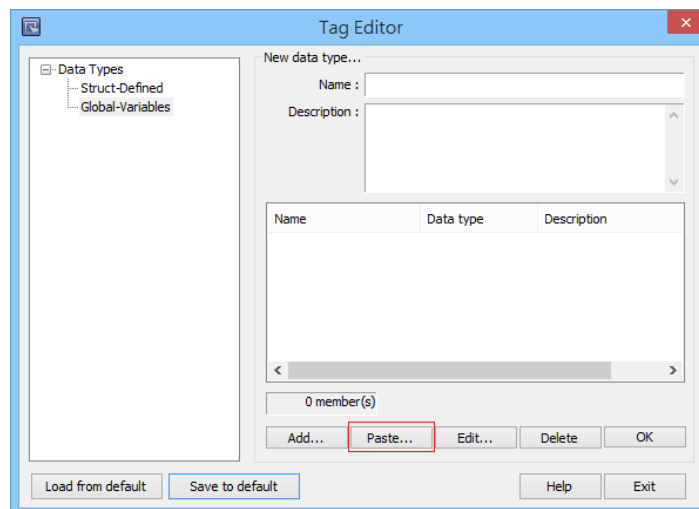 Tag Editor
Data Types
Struct-Defined
Global-Variables
New data type...
Name :
Description :
Name Data type Description
0 member(s)
Add... Paste... Edit... Delete OK
Load from default Save to default Help Exit